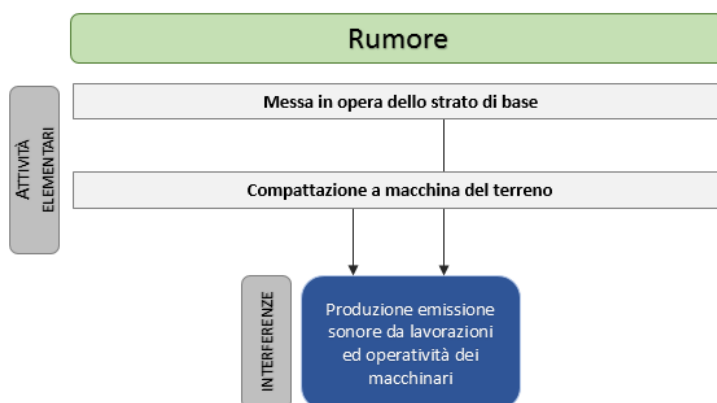 Rumore
ATTIVITÀ
ELEMENTARI
Messa in opera dello strato di base
Compattazione a macchina del terreno
INTERFERENZE
Produzione emissione
sonore da lavorazioni
ed operatività dei
macchinari